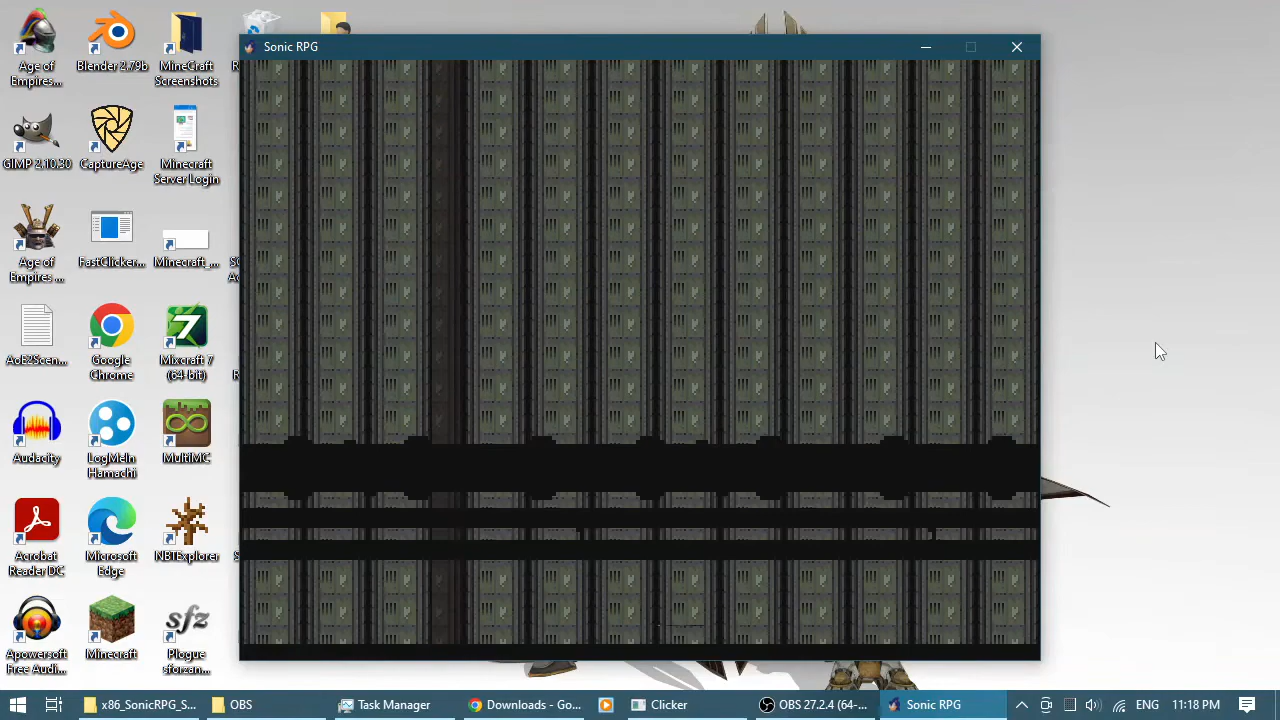 Sonic RPG
Age of
Empires...
Blender 2.79b
MineCraft
Screenshots
GIMP 2.10.30
CaptureAge
Minecraft
Server Login
Age of
Empires ...
FastClicker...
Minecraft_...
AoE2Scen...
Google
Chrome
Mixcraft 7
(64-bit)
Audacity
LogMeIn
Hamachi
MultiMC
Acrobat
Reader DC
Microsoft
Edge
NBTExplorer
Apowersoft
Free Audi...
Minecraft
sfz
Plogue
sforzan...
x86_SonicRPG_S...
OBS
Task Manager
Downloads - Go...
Clicker
OBS 27.2.4 (64-...
Sonic RPG
ENG
11:18 PM